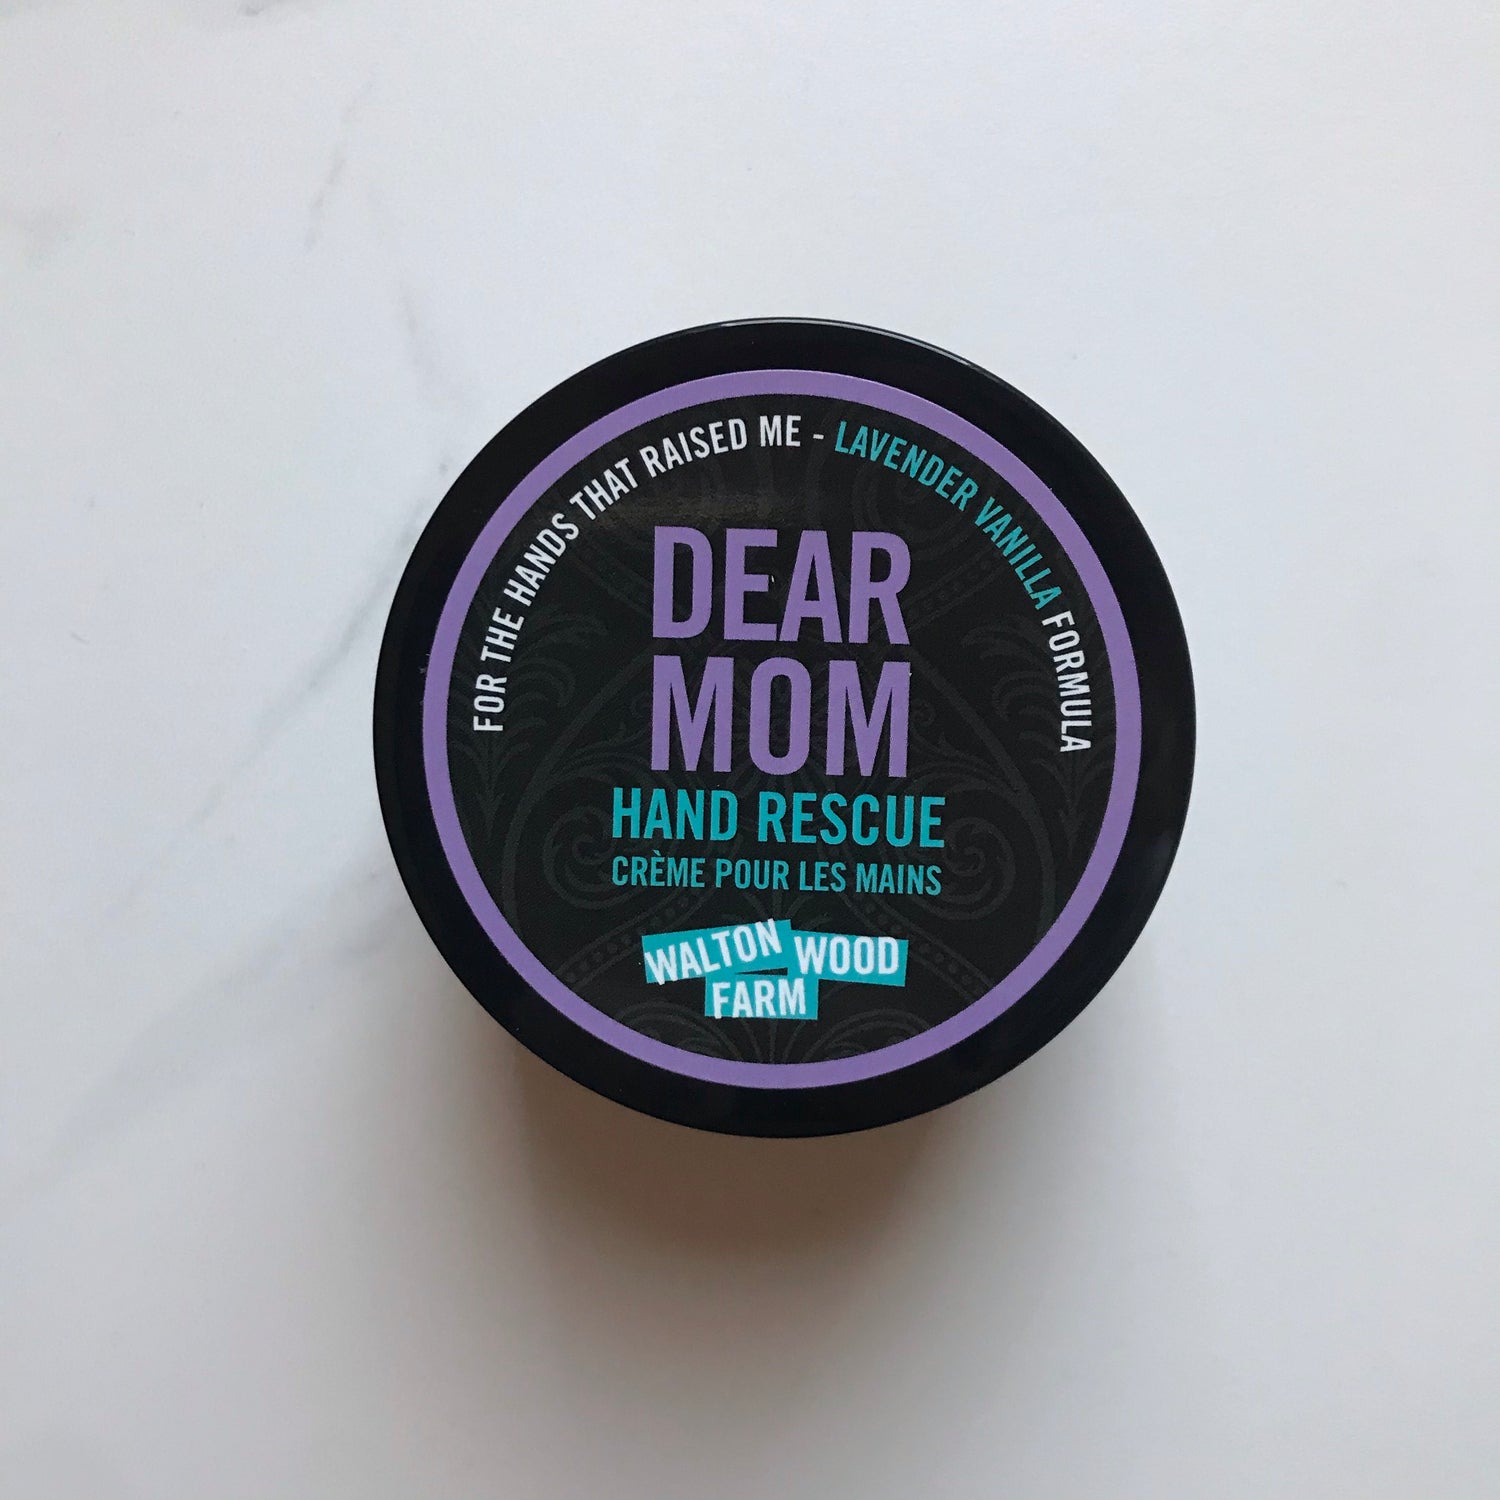 FOR THE HANDS THAT RAISED ME - LAVENDER VANILLA FORMULA
DEAR
MOM
HAND RESCUE
CRÈME POUR LES MAINS
WALTON WOOD
FARM